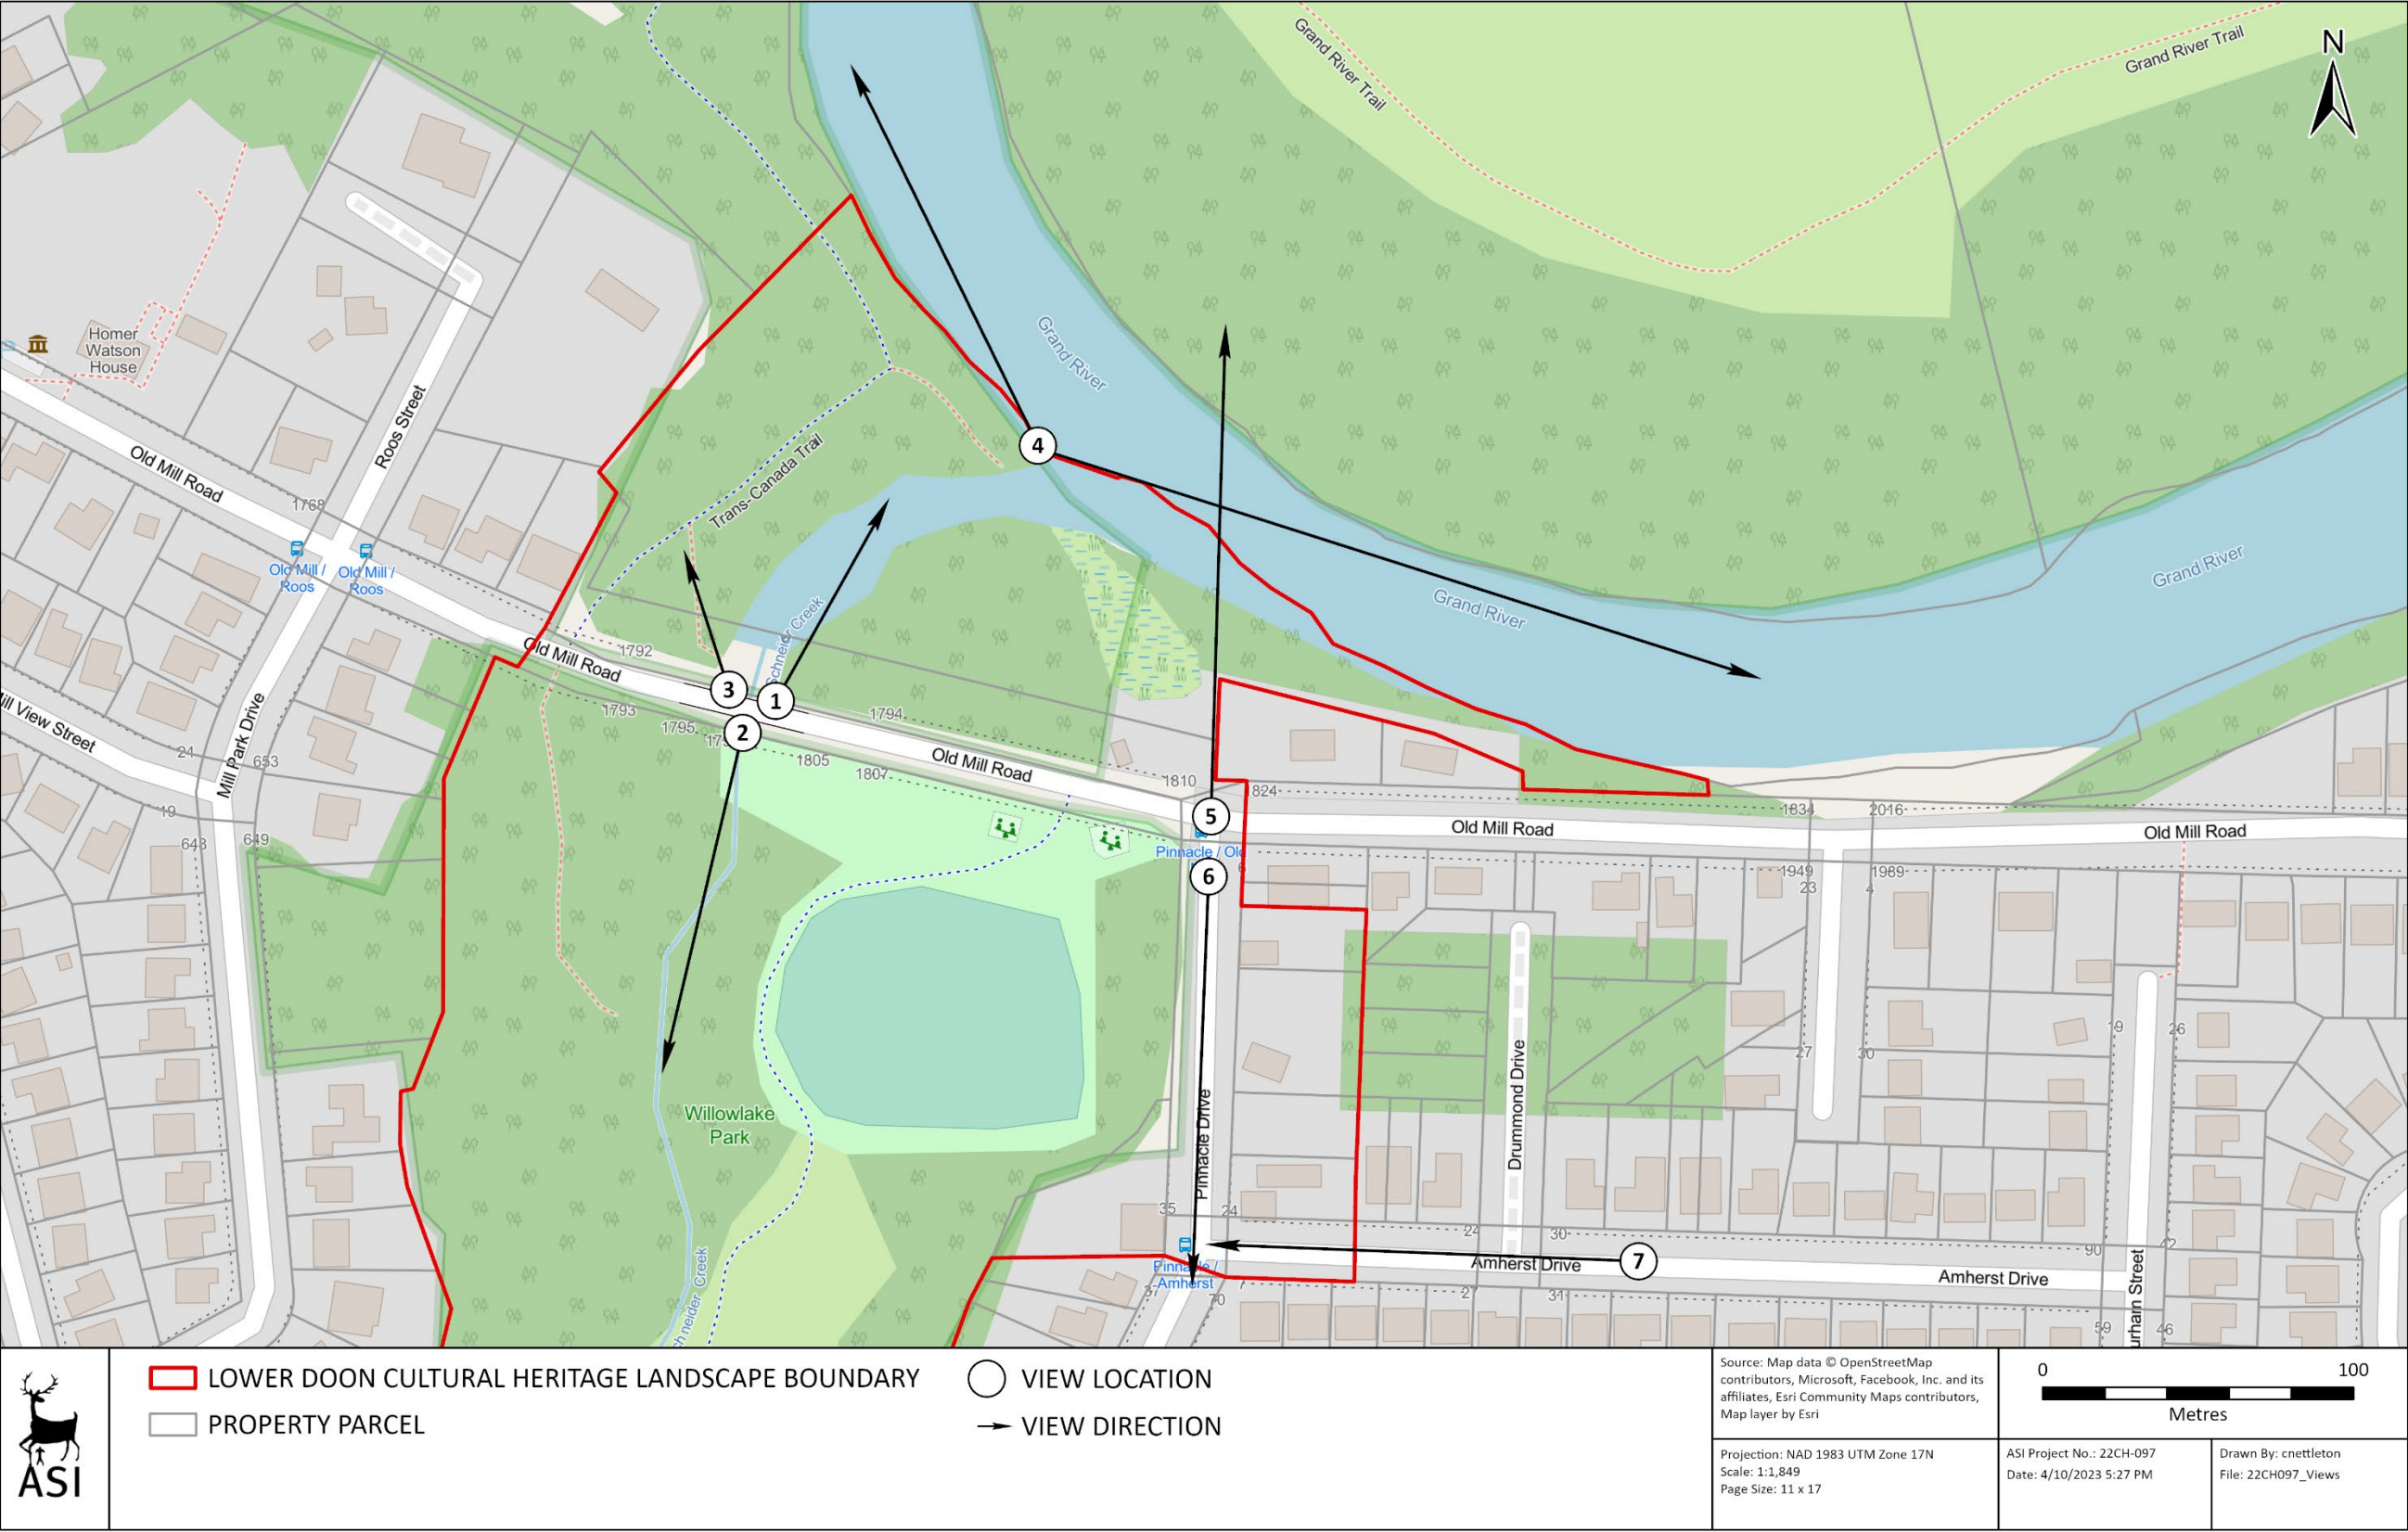 Grand River Trail
Grand River Trail
N
Homer
Watson
House
Grand River
Roos Street
Old Mill Road
1768
Old Mill /
Roos
Old Mill /
Roos
Trans-Canada Trail
4
Grand River
Grand River
Schneider Creek
Old Mill Road
1792
3
1
2
1793
1795
1794
1805
1807
Old Mill Road
1810
824
5
Pinnacle / Old
6
Old Mill Road
1834
2016
Old Mill Road
1949
23
1989
4
Mill View Street
24
653
Mill Park Drive
19
643
649
27
30
19
26
Willowlake
Park
Pinnacle Drive
Drummond Drive
35
24
24
30
90
42
Pinnacle /
Amherst
37
70
7
Amherst Drive
7
27
31
Amherst Drive
59
46
urham Street
chneider Creek
ASI
LOWER DOON CULTURAL HERITAGE LANDSCAPE BOUNDARY
PROPERTY PARCEL
VIEW LOCATION
VIEW DIRECTION
Source: Map data © OpenStreetMap
contributors, Microsoft, Facebook, Inc. and its
affiliates, Esri Community Maps contributors,
Map layer by Esri
0 100
Metres
Projection: NAD 1983 UTM Zone 17N
Scale: 1:1,849
Page Size: 11 x 17
ASI Project No.: 22CH-097
Date: 4/10/2023 5:27 PM
Drawn By: cnettleton
File: 22CH097_Views